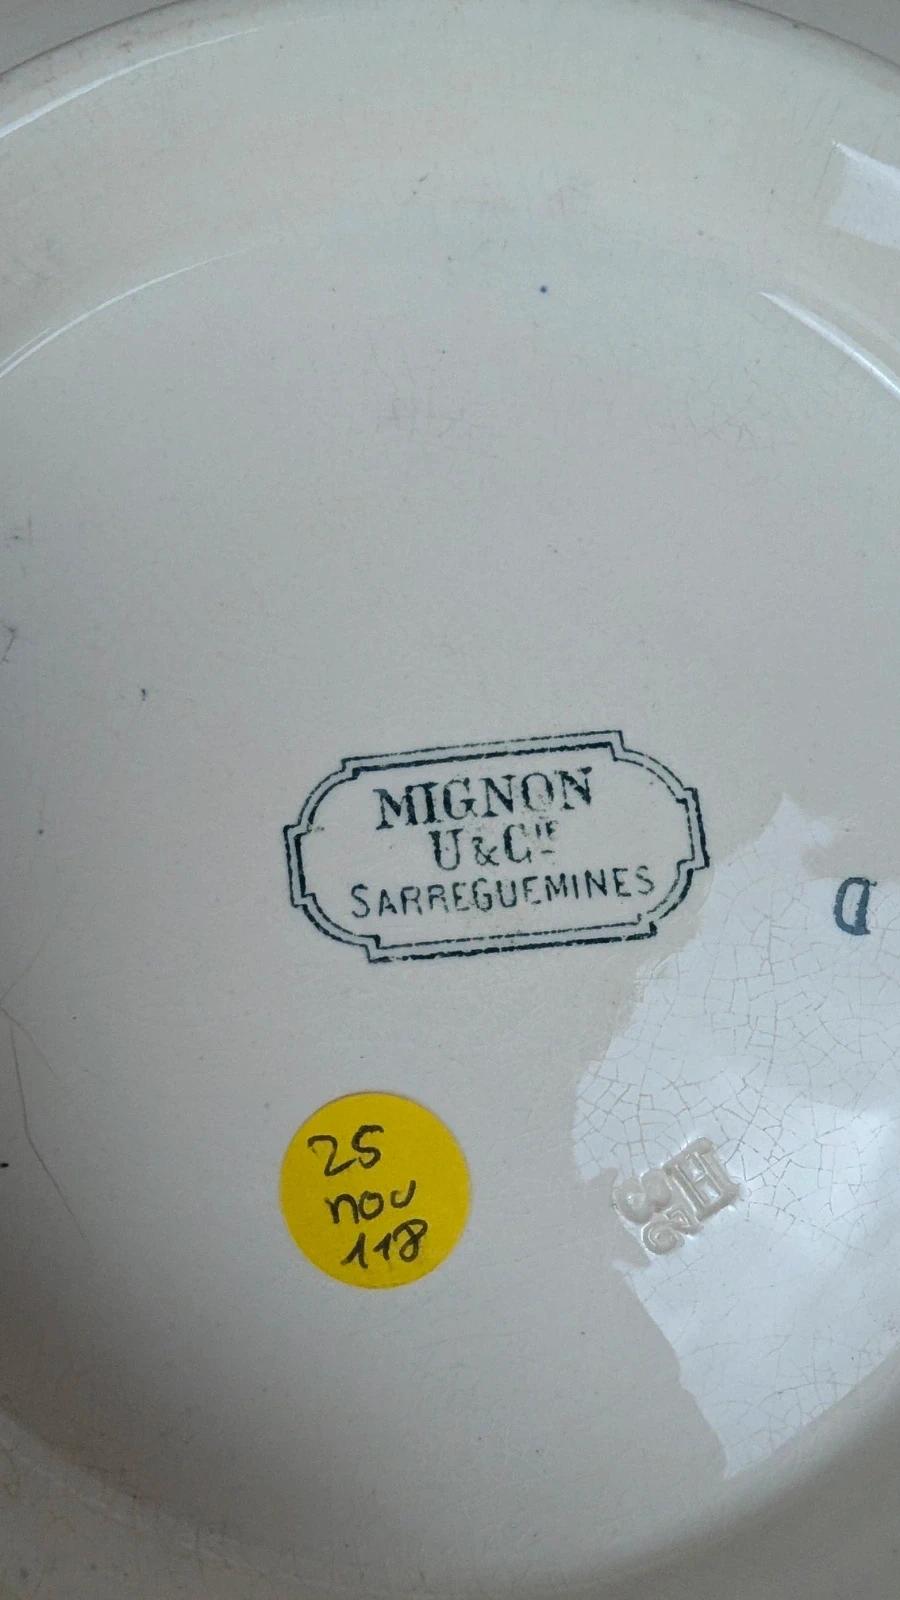 MIGNON
U & Cie
SARREGUEMINES
D
25
nov
118
H